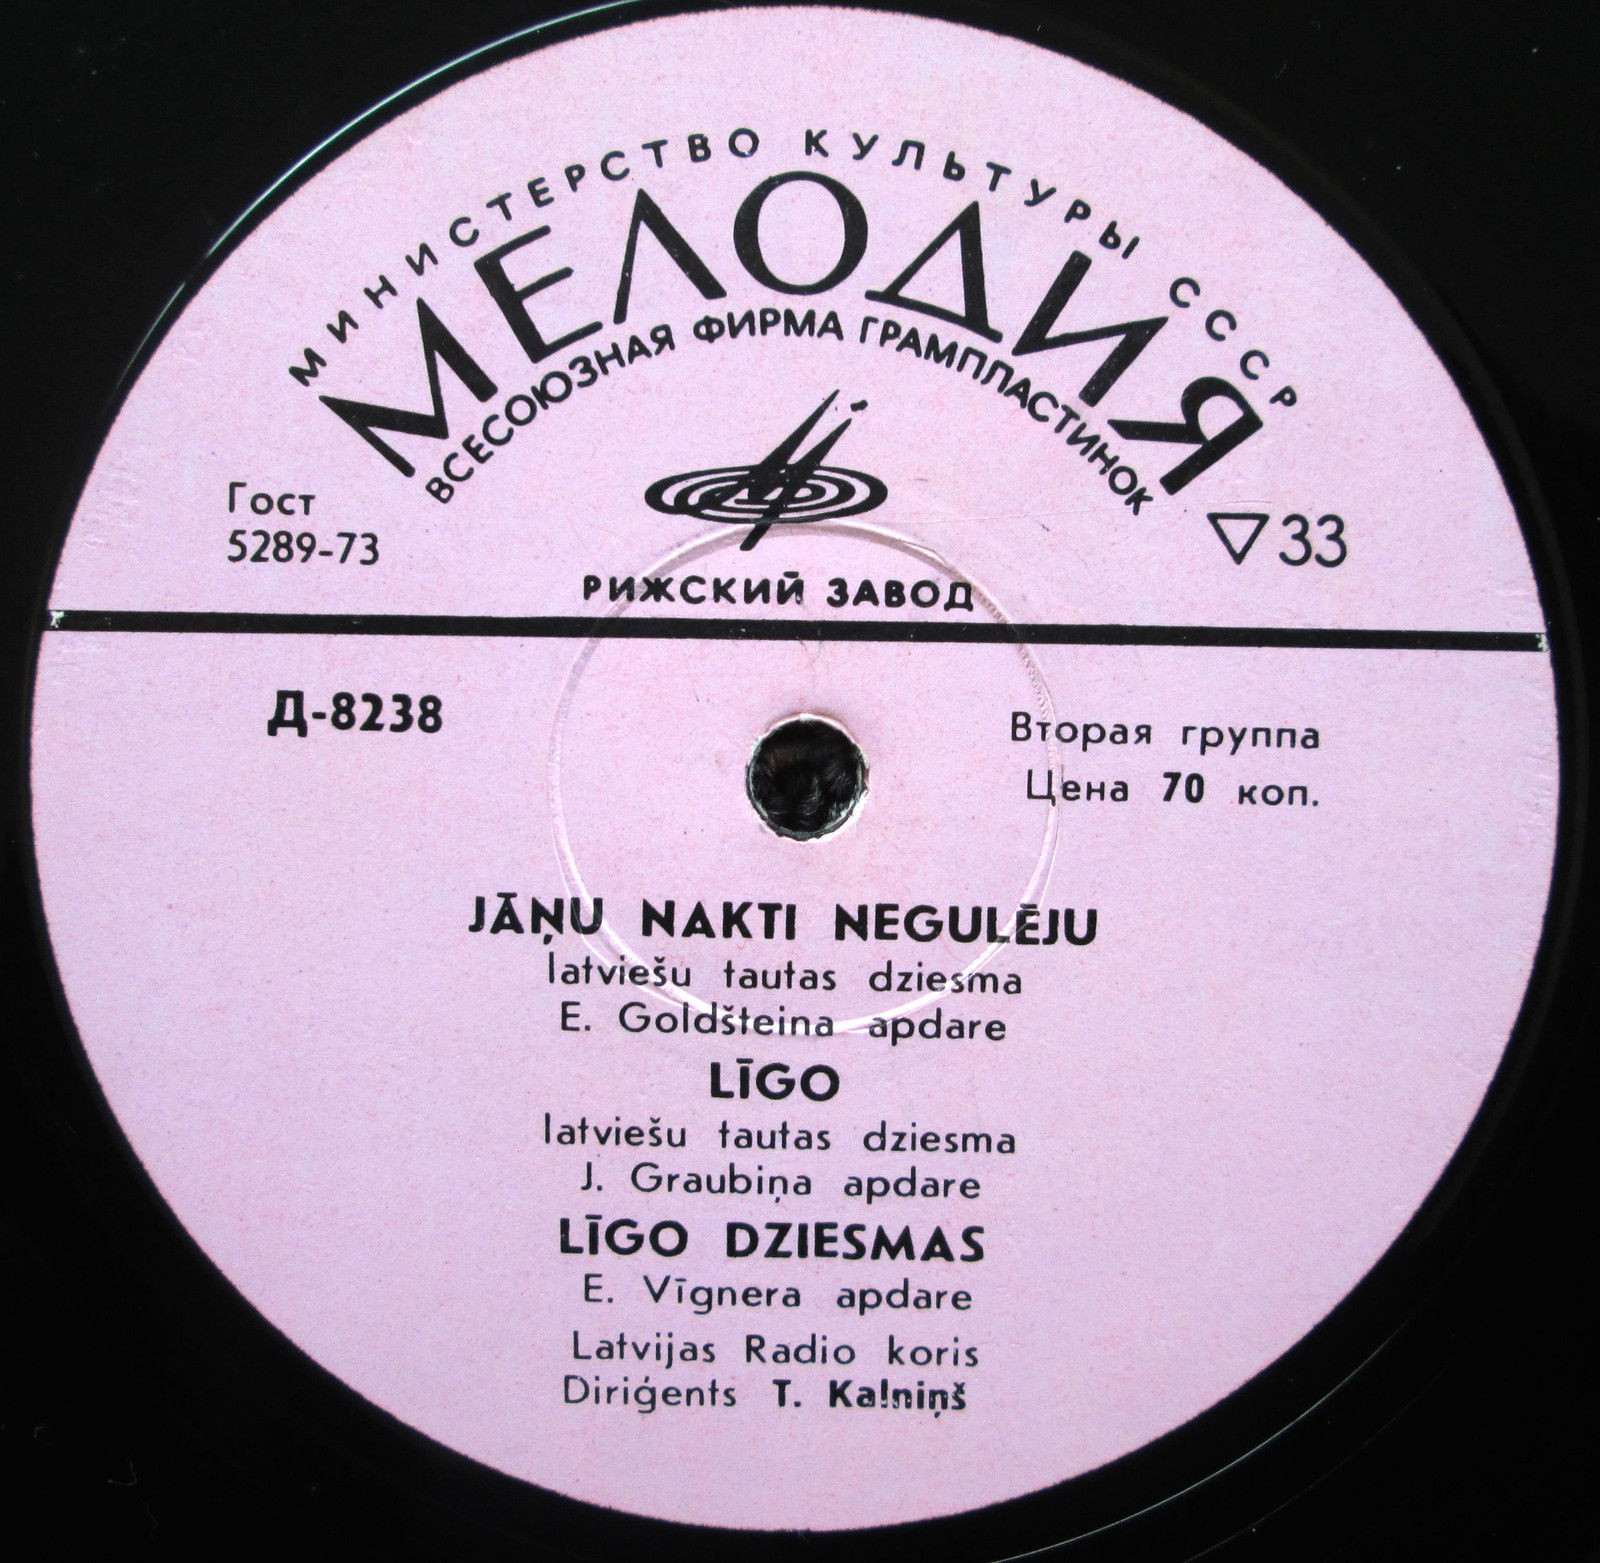 МИНИСТЕРСТВО КУЛЬТУРЫ СССР
МЕЛОДИЯ
ВСЕСОЮЗНАЯ ФИРМА ГРАМПЛАСТИНОК
Гост
5289-73
▽33
РИЖСКИЙ ЗАВОД
Д-8238
Вторая группа
Цена 70 коп.
JĀŅU NAKTI NEGULĒJU
latviešu tautas dziesma
E. Goldšteina apdare
LĪGO
latviešu tautas dziesma
J. Graubiņa apdare
LĪGO DZIESMAS
E. Vīgnera apdare
Latvijas Radio koris
Diriģents T. Kalniņš